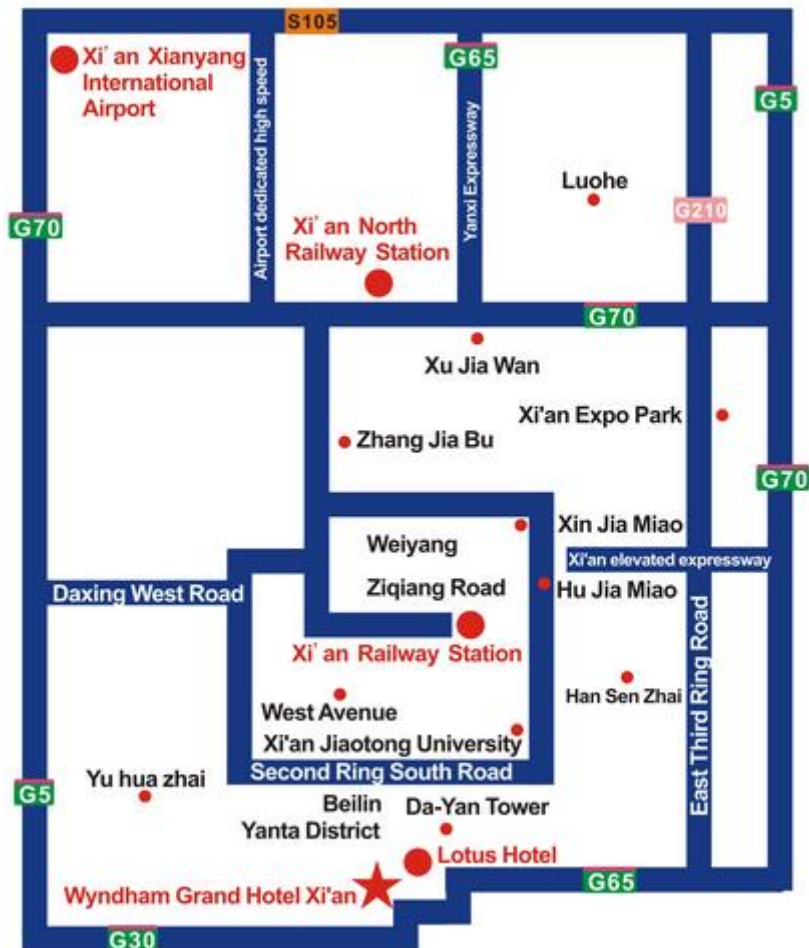 S105
Xi' an Xianyang
International
Airport
Airport dedicated high speed
G65
Yanxi Expressway
G5
Luohe
G210
G70
Xi' an North
Railway Station
G70
Xu Jia Wan
Xi'an Expo Park
Zhang Jia Bu
G70
Xin Jia Miao
Weiyang
Xi'an elevated expressway
Ziqiang Road
Hu Jia Miao
Daxing West Road
Xi' an Railway Station
East Third Ring Road
Han Sen Zhai
West Avenue
Xi'an Jiaotong University
Second Ring South Road
Yu hua zhai
G5
Beilin
Yanta District
Da-Yan Tower
Lotus Hotel
Wyndham Grand Hotel Xi'an
G65
G30